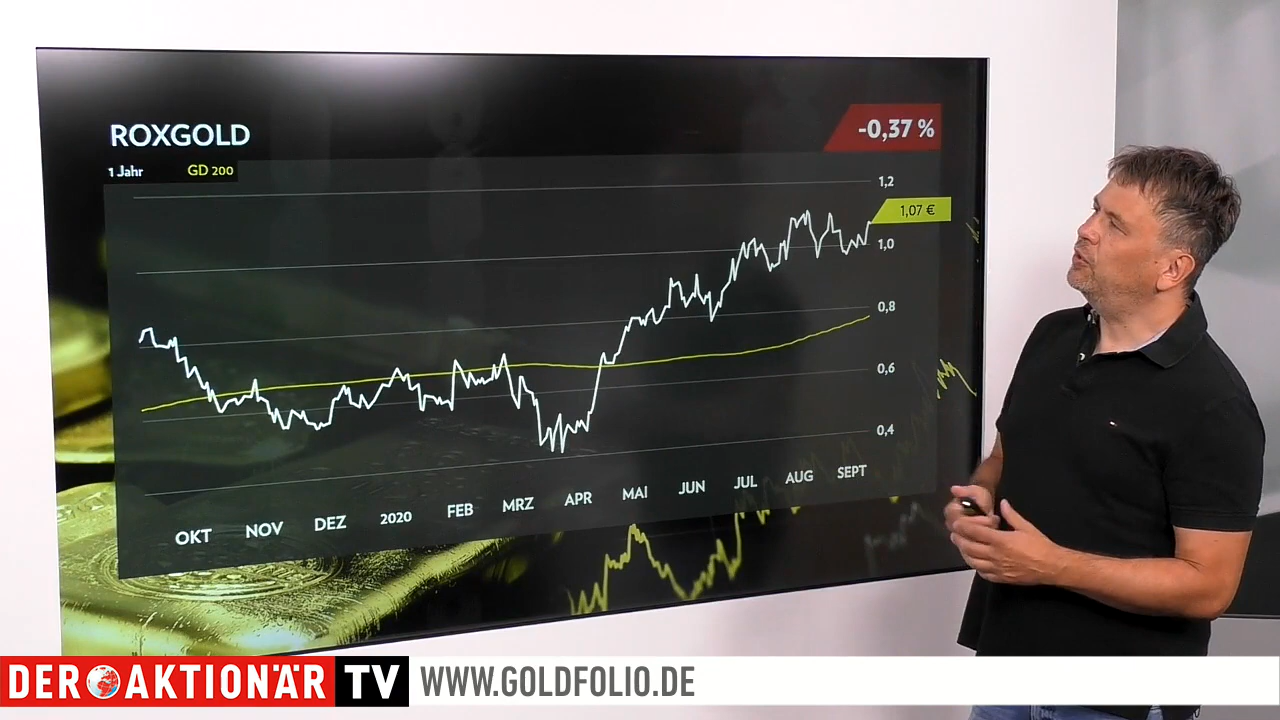 ROXGOLD
-0,37 %
1 Jahr GD 200
1,2
1,07 €
1,0
0,8
0,6
0,4
OKT NOV DEZ 2020 FEB MRZ APR MAI JUN JUL AUG SEPT
DER AKTIONÄR TV WWW.GOLDFOLIO.DE